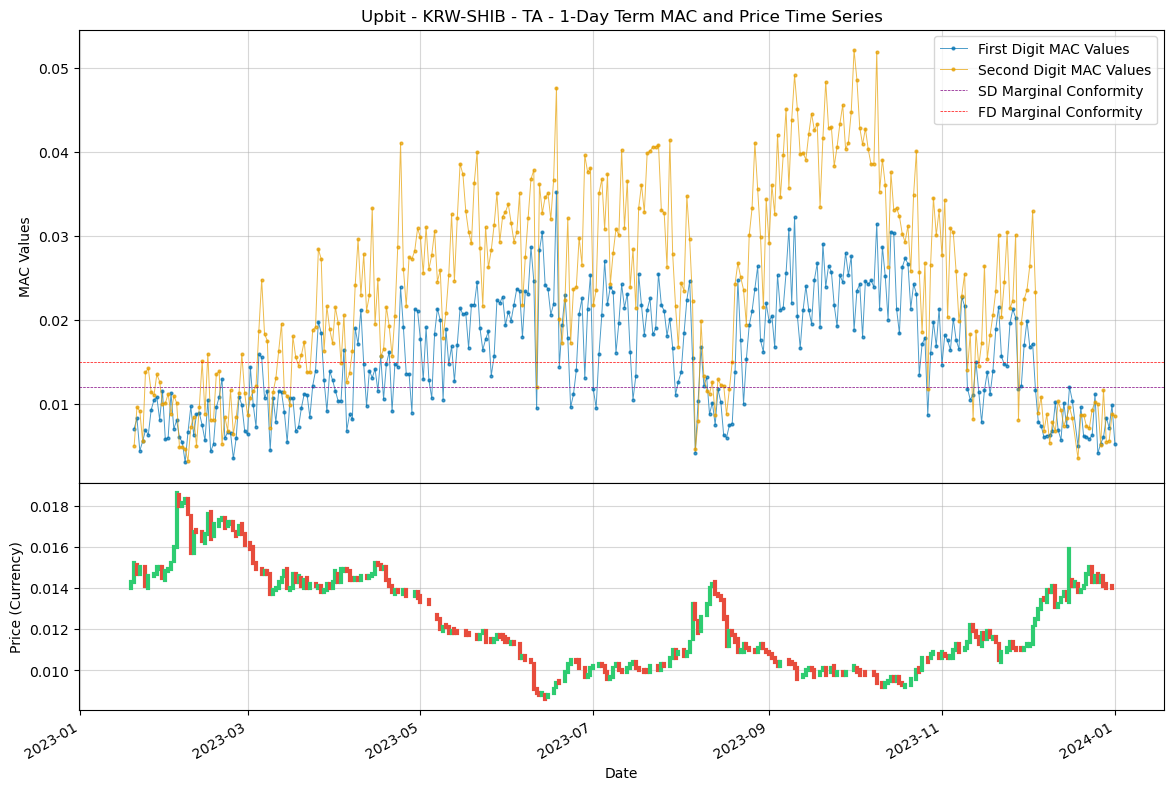 Upbit - KRW-SHIB - TA - 1-Day Term MAC and Price Time Series
First Digit MAC Values
Second Digit MAC Values
SD Marginal Conformity
FD Marginal Conformity
MAC Values
0.05
0.04
0.03
0.02
0.01
Price (Currency)
0.018
0.016
0.014
0.012
0.010
2023-01
2023-03
2023-05
2023-07
2023-09
2023-11
2024-01
Date